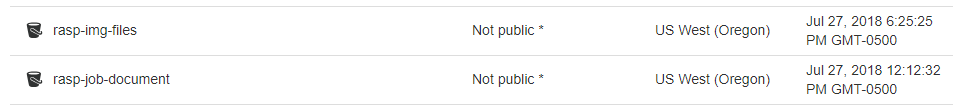 rasp-img-files Not public * US West (Oregon) Jul 27, 2018 6:25:25
PM GMT-0500
rasp-job-document Not public * US West (Oregon) Jul 27, 2018 12:12:32
PM GMT-0500